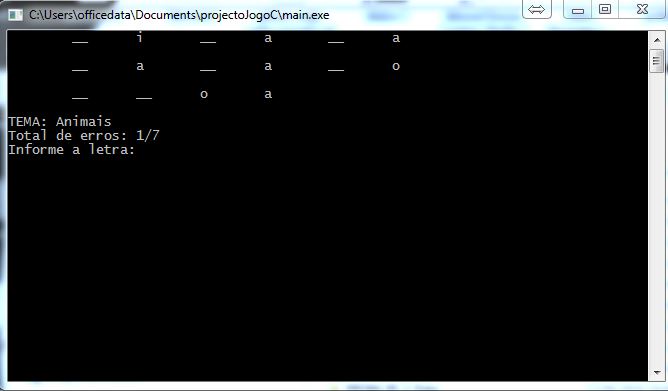 C:\Users\officedata\Documents\projectoJogoC\main.exe
__ i __ a __ a
__ a __ a __ o
__ __ o a
TEMA: Animais
Total de erros: 1/7
Informe a letra: